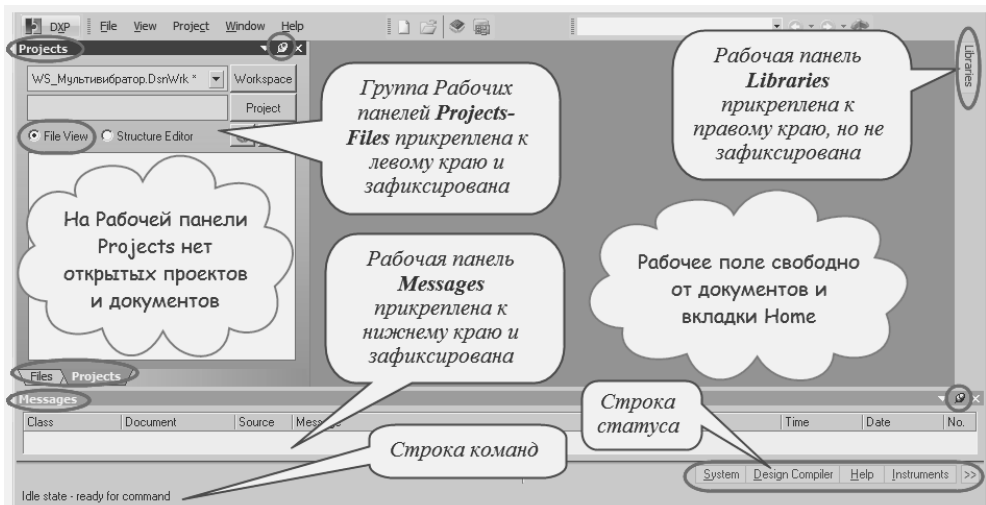 DXP File View Project Window Help
Projects
WS_Мультивибратор.DsnWrk *
Workspace
Project
File View
Structure Editor
На Рабочей панели
Projects нет
открытых проектов
и документов
Группа Рабочих
панелей Projects-
Files прикреплена к
левому краю и
зафиксирована
Рабочая панель
Libraries
прикреплена к
правому краю, но не
зафиксирована
Libraries
Рабочая панель
Messages
прикреплена к
нижнему краю и
зафиксирована
Рабочее поле свободно
от документов и
вкладки Home
Files Projects
Messages
Class Document Source Message Time Date No.
Строка
статуса
Строка команд
System Design Compiler Help Instruments >>
Idle state - ready for command